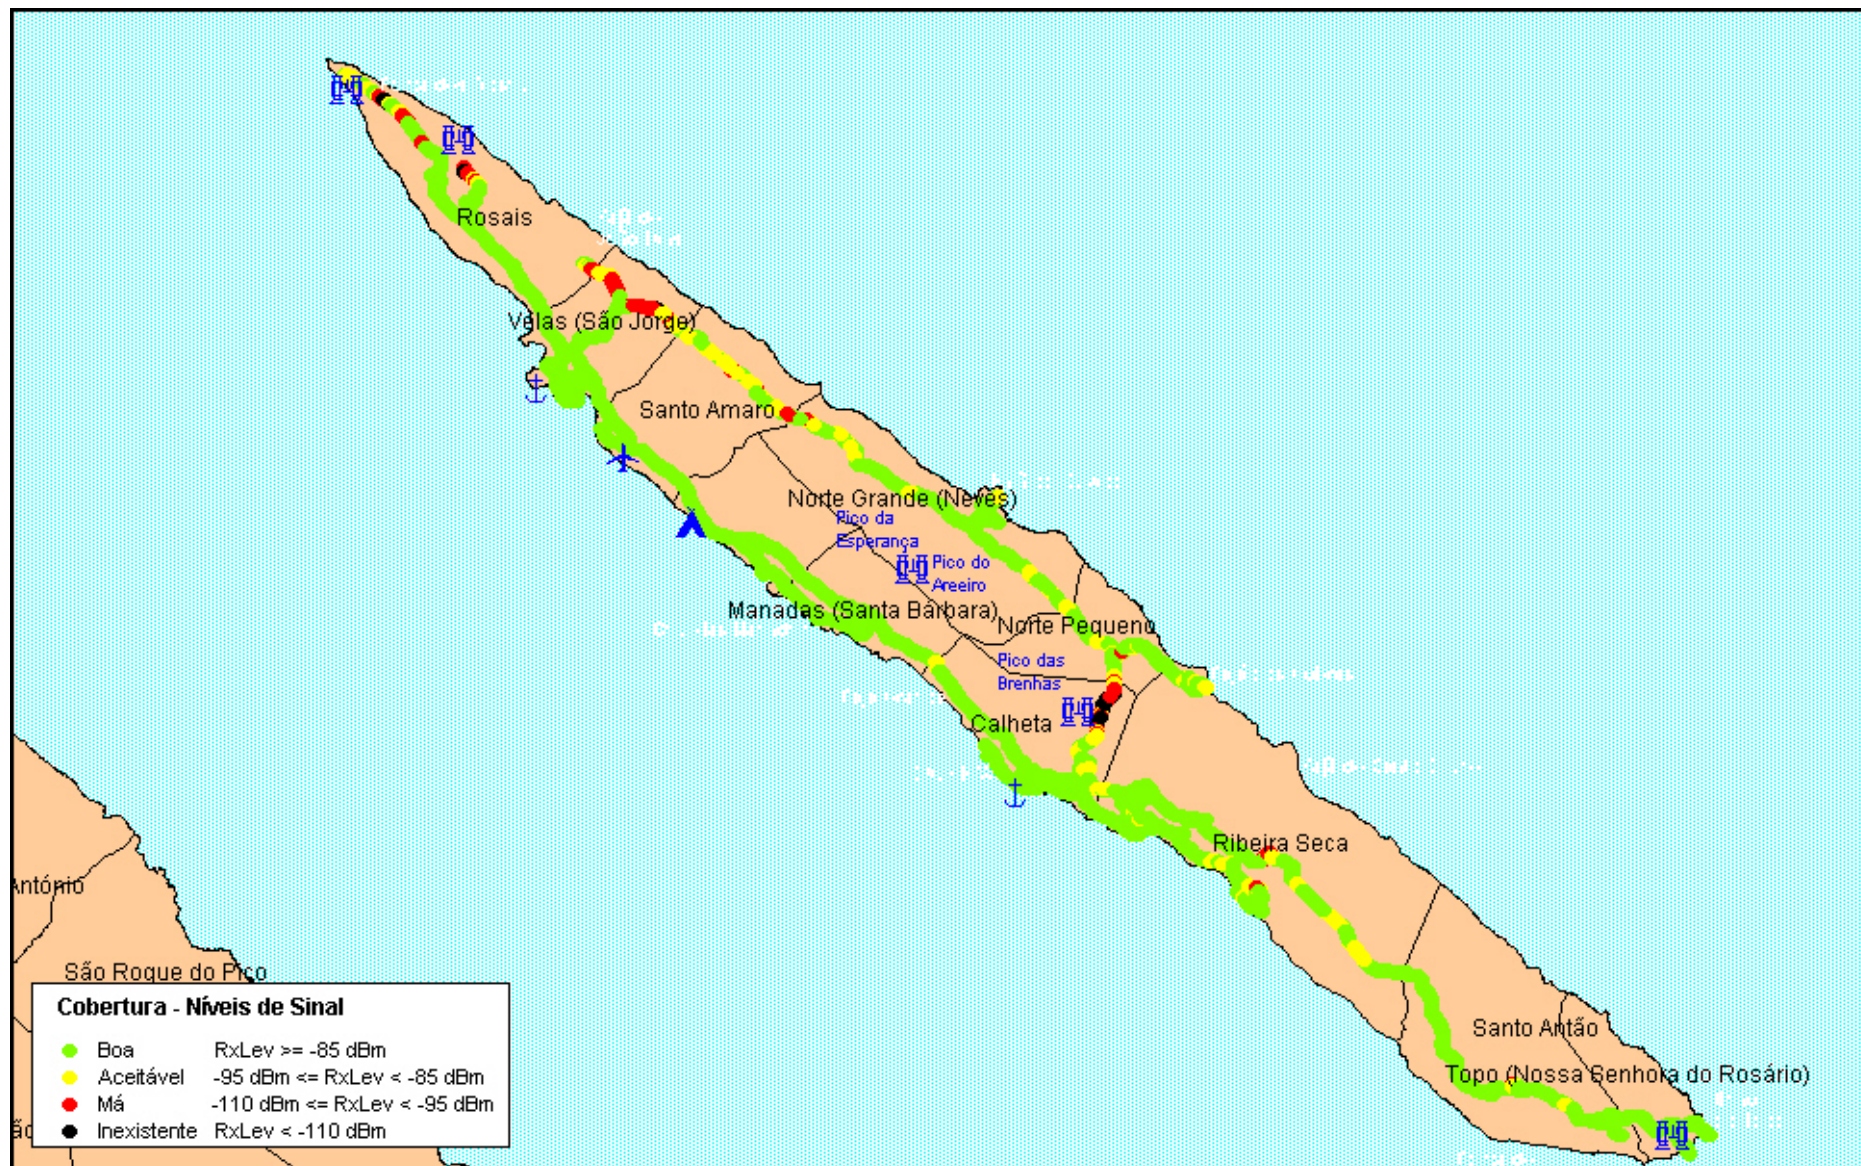 Rosais
Velas (São Jorge)
Santo Amaro
Norte Grande (Neves)
Pico da
Esperança
Pico do
Areeiro
Manadas (Santa Bárbara)
Norte Pequeno
Pico das
Brenhas
Calheta
Ribeira Seca
António
São Roque do Pico
Santo Antão
Topo (Nossa Senhora do Rosário)
Cobertura - Níveis de Sinal
Boa RxLev >= -85 dBm
Aceitável -95 dBm <= RxLev < -85 dBm
Má -110 dBm <= RxLev < -95 dBm
Inexistente RxLev < -110 dBm